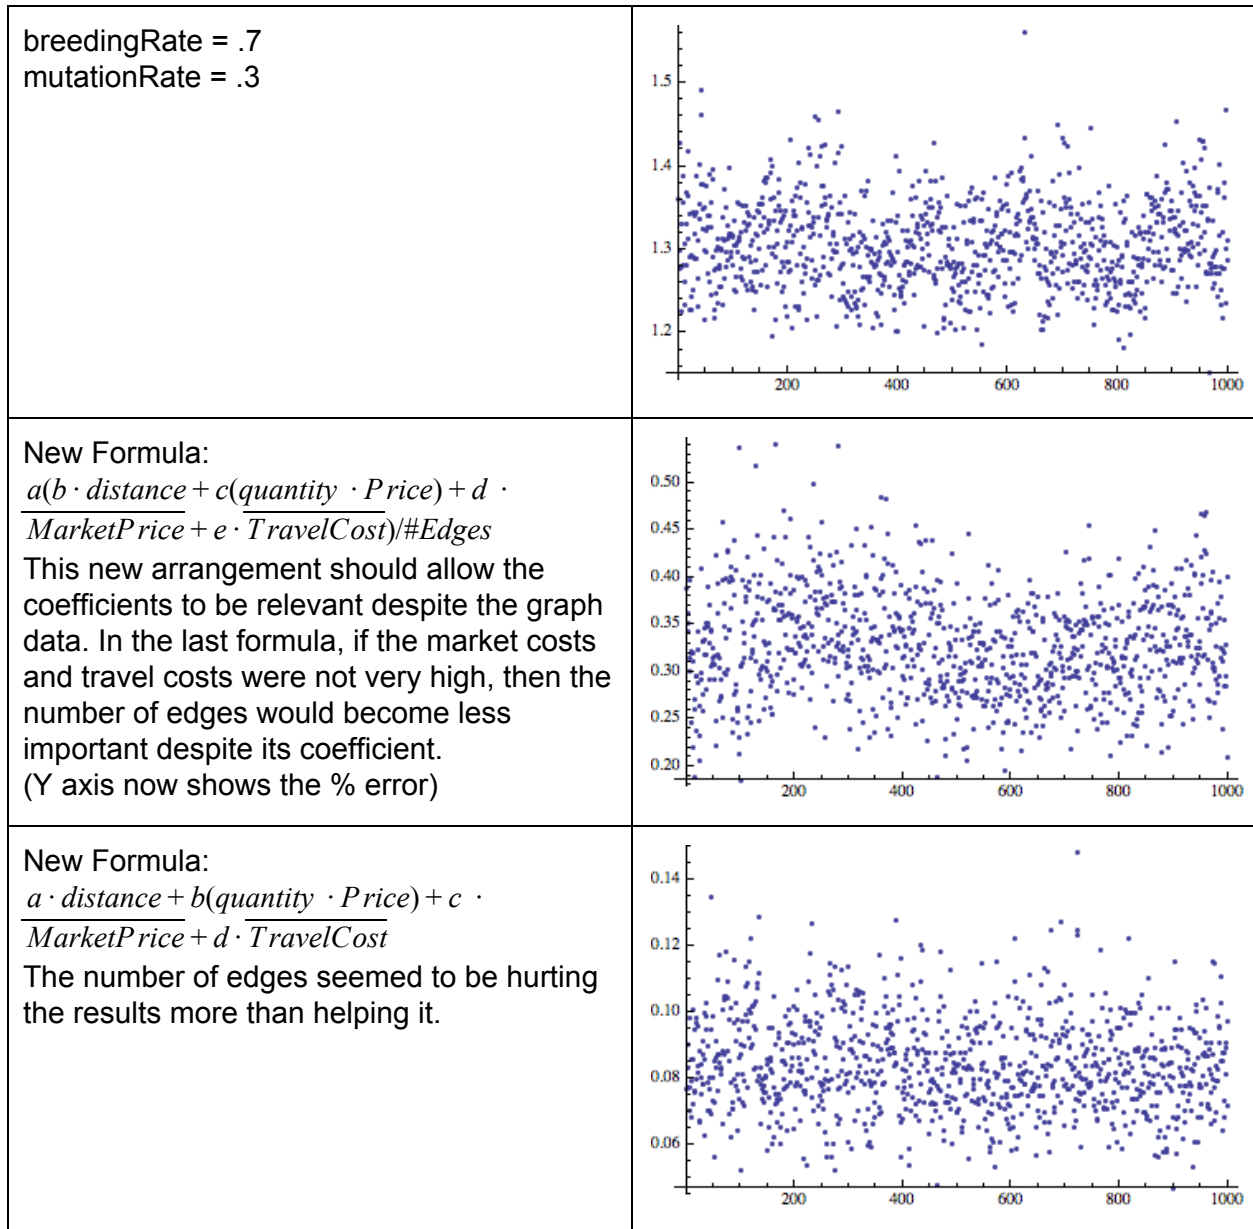 breedingRate = .7
mutationRate = .3
1.5
1.4
1.3
1.2
200 400 600 800 1000
New Formula:
a(b · distance + c(quantity · Price) + d ·
MarketPrice + e · TravelCost)/#Edges
This new arrangement should allow the
coefficients to be relevant despite the graph
data. In the last formula, if the market costs
and travel costs were not very high, then the
number of edges would become less
important despite its coefficient.
(Y axis now shows the % error)
0.50
0.45
0.40
0.35
0.30
0.25
0.20
200 400 600 800 1000
New Formula:
a · distance + b(quantity · Price) + c ·
MarketPrice + d · TravelCost
The number of edges seemed to be hurting
the results more than helping it.
0.14
0.12
0.10
0.08
0.06
200 400 600 800 1000